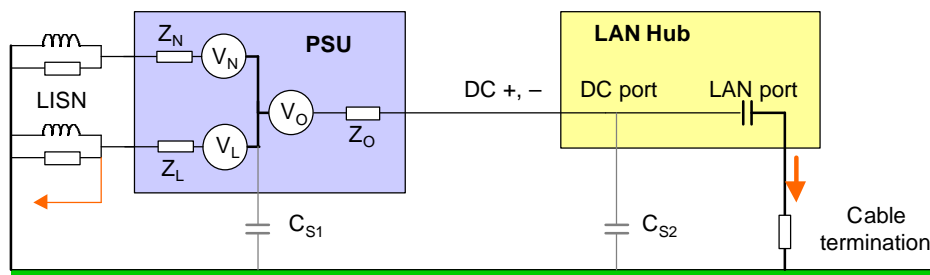 Z_N
V_N
PSU
LAN Hub
LISN
V_O
DC +, –
DC port
LAN port
Z_O
Z_L
V_L
C_S1
C_S2
Cable
termination